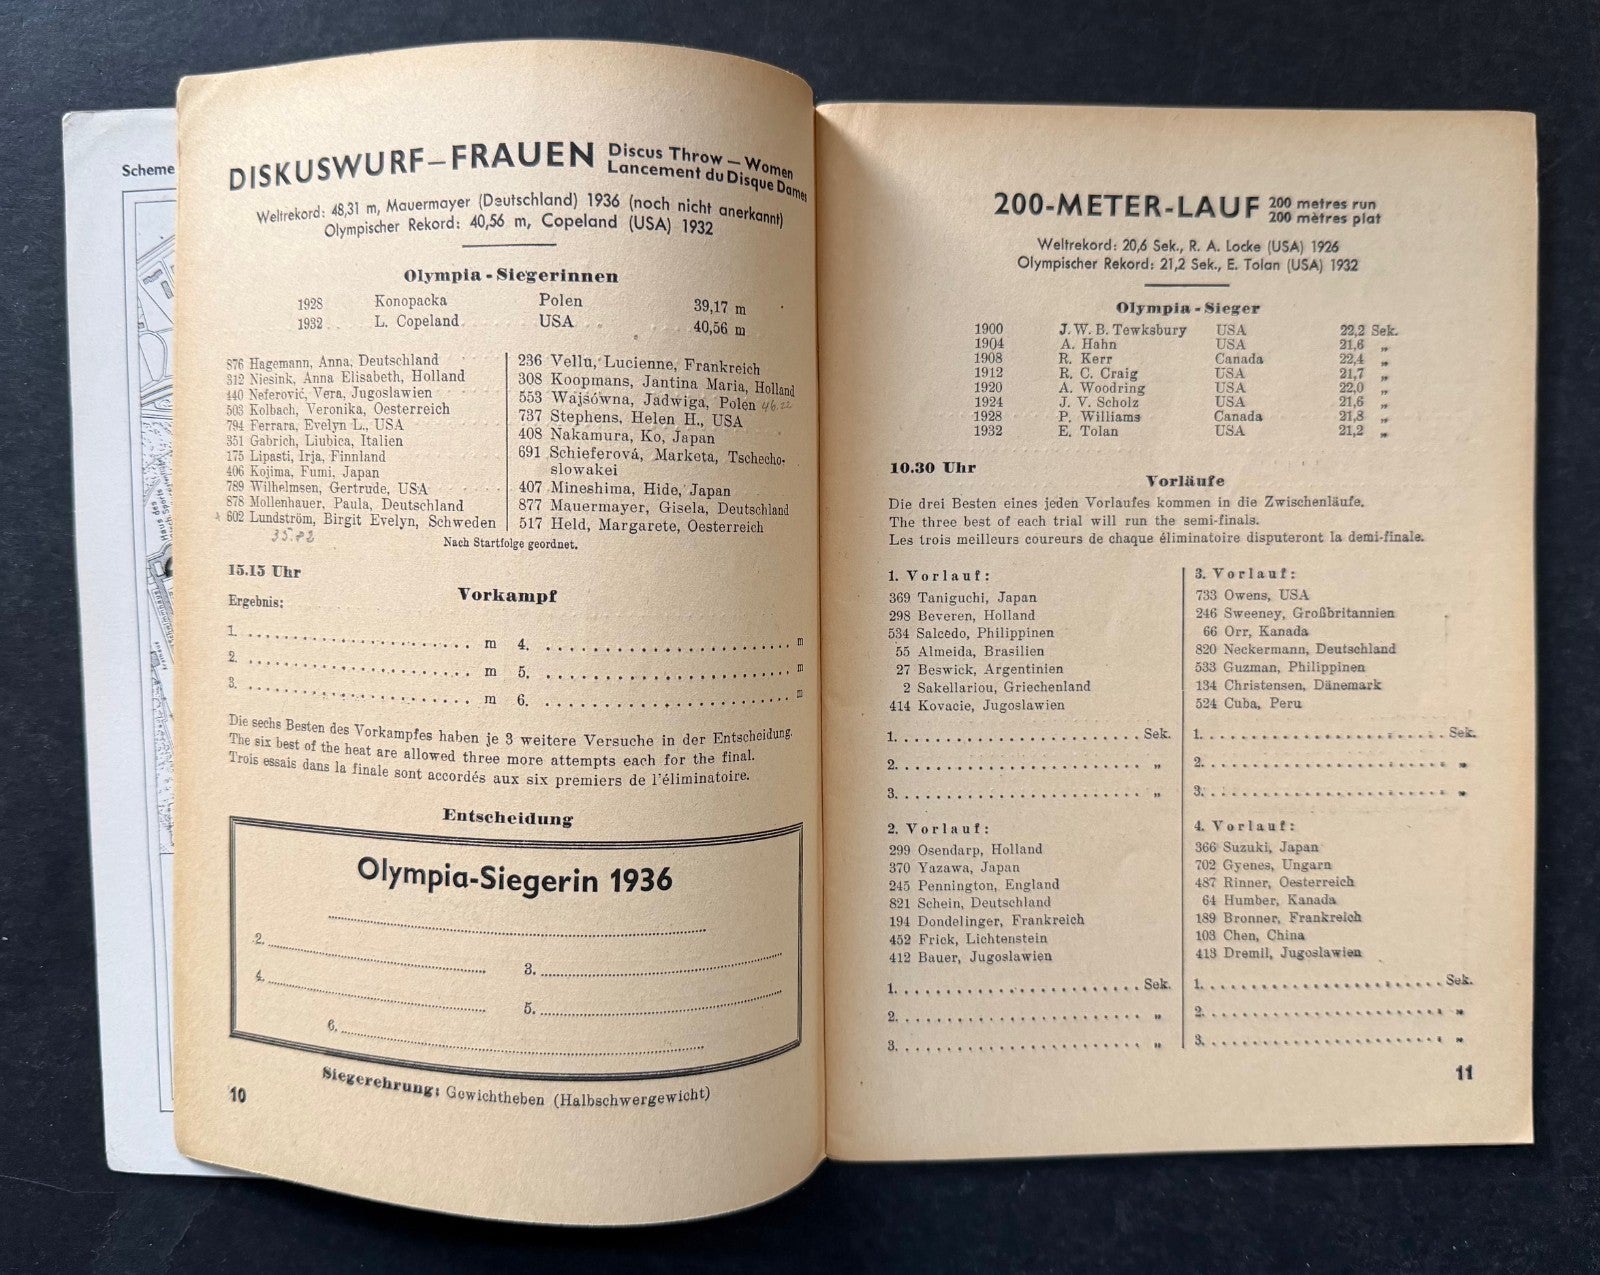 Scheme
Haus des
DISKUSWURF–FRAUEN Discus Throw – Women
Lancement du Disque Dames
Weltrekord: 48,31 m, Mauermayer (Deutschland) 1936 (noch nicht anerkannt)
Olympischer Rekord: 40,56 m, Copeland (USA) 1932
Olympia-Siegerinnen
1928 Konopacka Polen 39,17 m
1932 L. Copeland USA 40,56 m
876 Hagemann, Anna, Deutschland
312 Niesink, Anna Elisabeth, Holland
440 Neferović, Vera, Jugoslawien
503 Kolbach, Veronika, Oesterreich
794 Ferrara, Evelyn L., USA
351 Gabrich, Liubica, Italien
175 Lipasti, Irja, Finnland
406 Kojima, Fumi, Japan
789 Wilhelmsen, Gertrude, USA
878 Mollenhauer, Paula, Deutschland
602 Lundström, Birgit Evelyn, Schweden
35.82
236 Vellu, Lucienne, Frankreich
308 Koopmans, Jantina Maria, Holland
553 Wajsówna, Jadwiga, Polen 46.22
737 Stephens, Helen H., USA
408 Nakamura, Ko, Japan
691 Schieferová, Marketa, Tschecho-
slowakei
407 Mineshima, Hide, Japan
877 Mauermayer, Gisela, Deutschland
517 Held, Margarete, Oesterreich
Nach Startfolge geordnet.
15.15 Uhr
Vorkampf
Ergebnis:
1. m 4. m
2. m 5. m
3. m 6. m
Die sechs Besten des Vorkampfes haben je 3 weitere Versuche in der Entscheidung.
The six best of the heat are allowed three more attempts each for the final.
Trois essais dans la finale sont accordés aux six premiers de l'éliminatoire.
Entscheidung
Olympia-Siegerin 1936
2.
3.
4.
5.
6.
Siegerehrung: Gewichtheben (Halbschwergewicht)
10
200-METER-LAUF 200 metres run
200 mètres plat
Weltrekord: 20,6 Sek., R. A. Locke (USA) 1926
Olympischer Rekord: 21,2 Sek., E. Tolan (USA) 1932
Olympia-Sieger
1900 J. W. B. Tewksbury USA 22,2 Sek.
1904 A. Hahn USA 21,6 „
1908 R. Kerr Canada 22,4 „
1912 R. C. Craig USA 21,7 „
1920 A. Woodring USA 22,0 „
1924 J. V. Scholz USA 21,6 „
1928 P. Williams Canada 21,8 „
1932 E. Tolan USA 21,2 „
10.30 Uhr
Vorläufe
Die drei Besten eines jeden Vorlaufes kommen in die Zwischenläufe.
The three best of each trial will run the semi-finals.
Les trois meilleurs coureurs de chaque éliminatoire disputeront la demi-finale.
1. Vorlauf:
369 Taniguchi, Japan
298 Beveren, Holland
534 Salcedo, Philippinen
55 Almeida, Brasilien
27 Beswick, Argentinien
2 Sakellariou, Griechenland
414 Kovacie, Jugoslawien
1. Sek.
2. „
3. „
2. Vorlauf:
299 Osendarp, Holland
370 Yazawa, Japan
245 Pennington, England
821 Schein, Deutschland
194 Dondelinger, Frankreich
452 Frick, Lichtenstein
412 Bauer, Jugoslawien
1. Sek.
2. „
3. „
3. Vorlauf:
733 Owens, USA
246 Sweeney, Großbritannien
66 Orr, Kanada
820 Neckermann, Deutschland
533 Guzman, Philippinen
134 Christensen, Dänemark
524 Cuba, Peru
1. Sek.
2. „
3. „
4. Vorlauf:
366 Suzuki, Japan
702 Gyenes, Ungarn
487 Rinner, Oesterreich
64 Humber, Kanada
189 Bronner, Frankreich
103 Chen, China
413 Dremil, Jugoslawien
1. Sek.
2. „
3. „
11